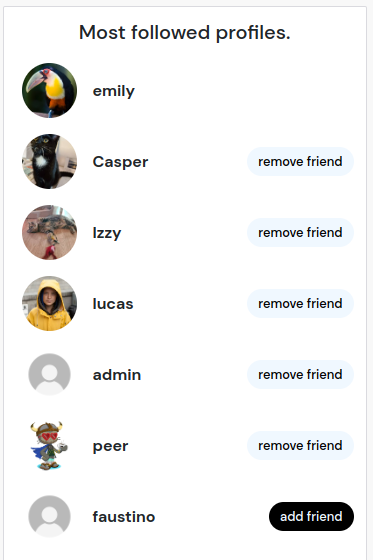 Most followed profiles.
emily
Casper remove friend
Izzy remove friend
lucas remove friend
admin remove friend
peer remove friend
faustino add friend